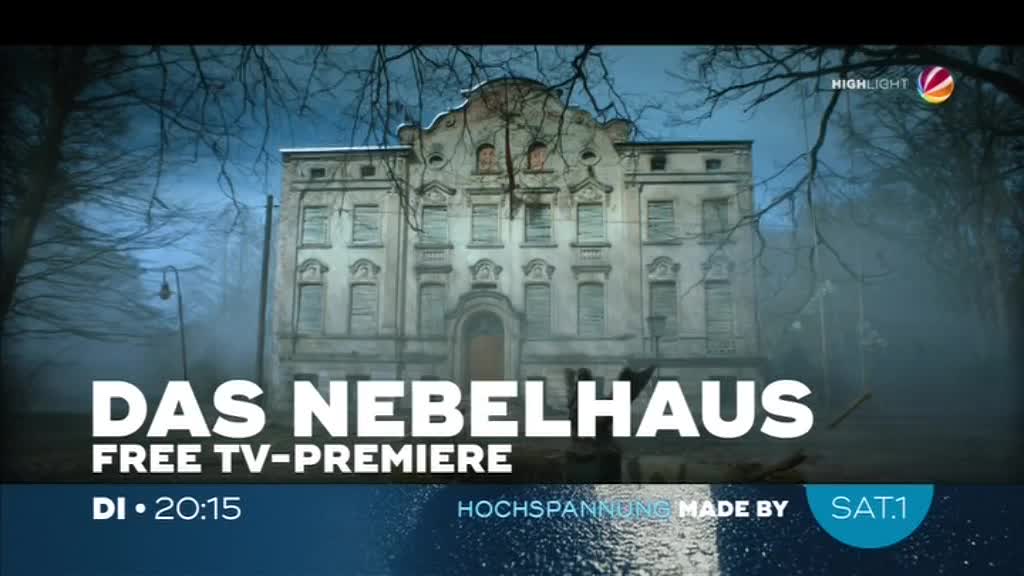 HIGHLIGHT
DAS NEBELHAUS
FREE TV-PREMIERE
DI • 20:15
HOCHSPANNUNG MADE BY SAT.1